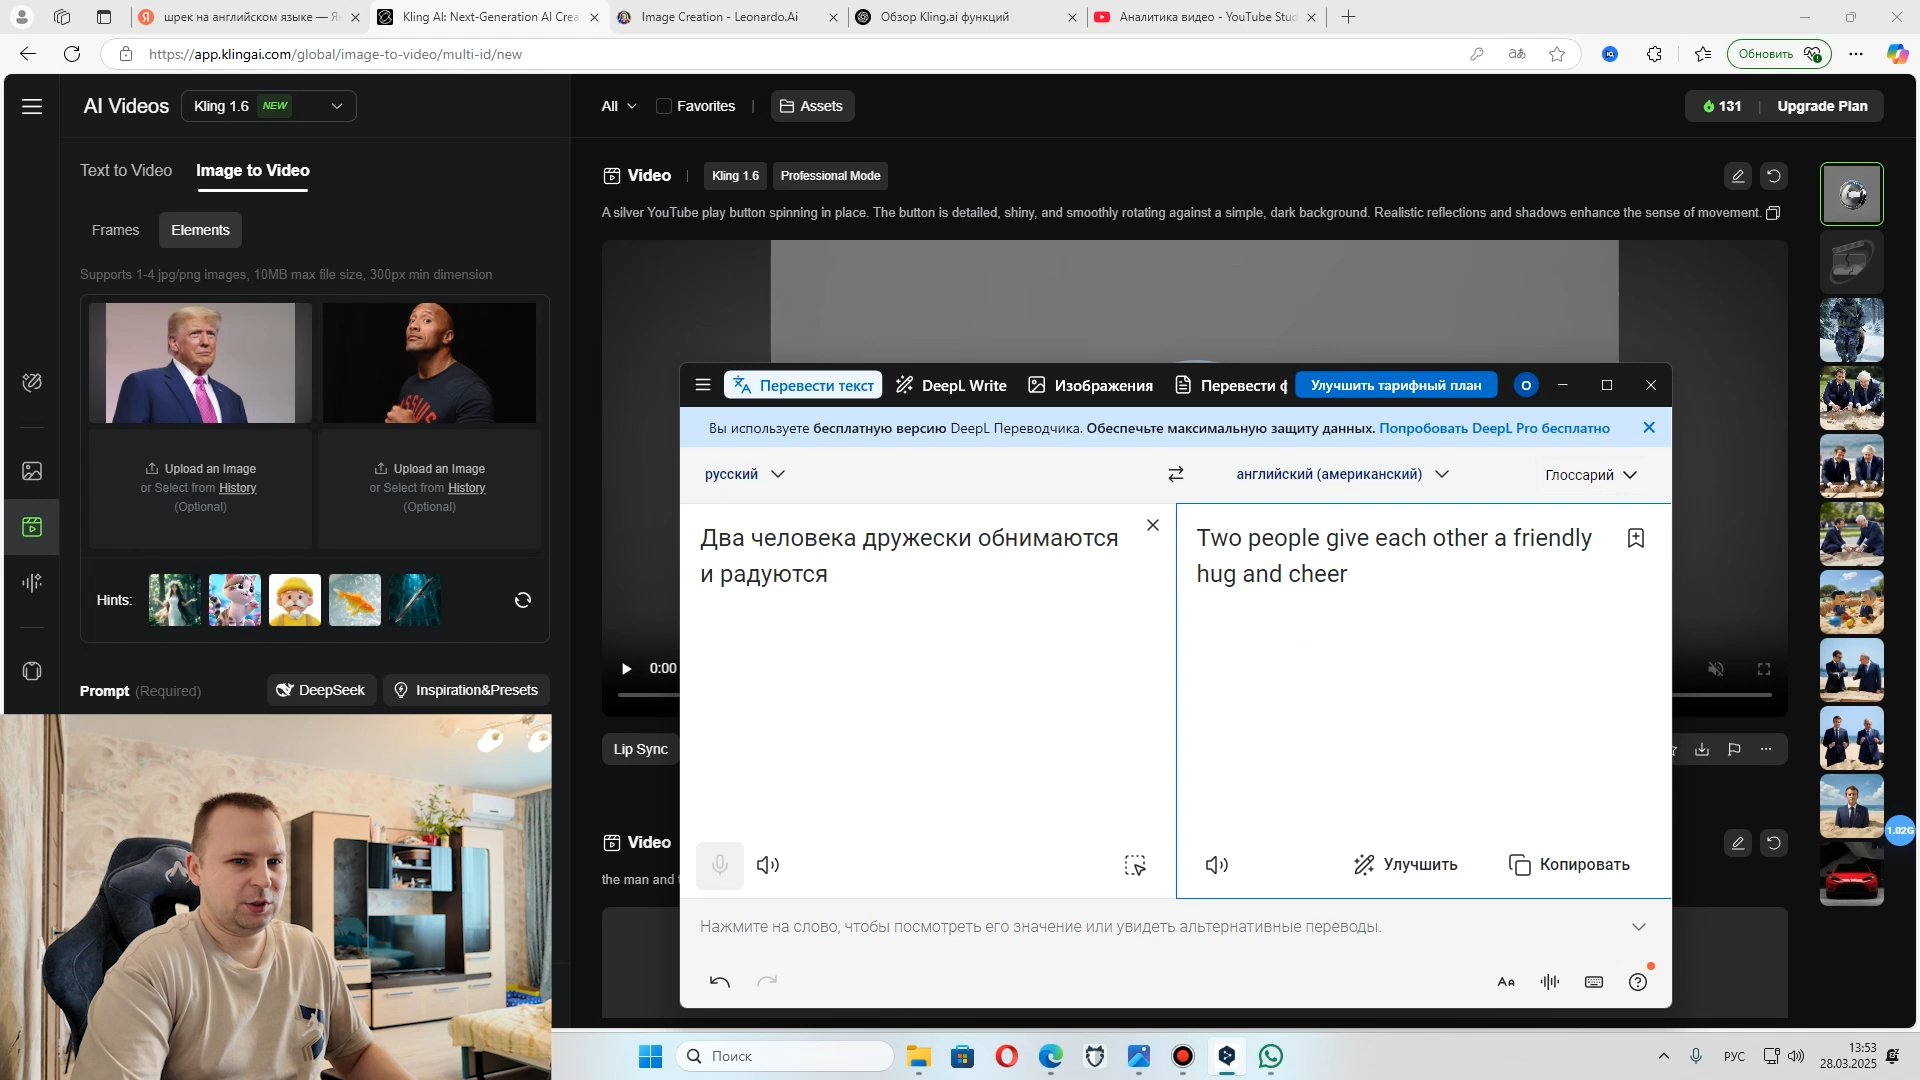 шрек на английском языке — Я
Kling AI: Next-Generation AI Crea
Image Creation - Leonardo.Ai
Обзор Kling.ai функций
Аналитика видео - YouTube Stud
https://app.klingai.com/global/image-to-video/multi-id/new
Обновить
AI Videos
Kling 1.6 NEW
All
Favorites
Assets
131
Upgrade Plan
Text to Video
Image to Video
Video
Kling 1.6
Professional Mode
A silver YouTube play button spinning in place. The button is detailed, shiny, and smoothly rotating against a simple, dark background. Realistic reflections and shadows enhance the sense of movement.
Frames
Elements
Supports 1-4 jpg/png images, 10MB max file size, 300px min dimension
Upload an Image
or Select from History
(Optional)
Upload an Image
or Select from History
(Optional)
Hints:
Prompt (Required)
DeepSeek
Inspiration&Presets
0:00
Lip Sync
Video
the man and
Перевести текст
DeepL Write
Изображения
Перевести ф
Улучшить тарифный план
O
Вы используете бесплатную версию DeepL Переводчика. Обеспечьте максимальную защиту данных. Попробовать DeepL Pro бесплатно
русский
английский (американский)
Глоссарий
Два человека дружески обнимаются
и радуются
Two people give each other a friendly
hug and cheer
Улучшить
Копировать
Нажмите на слово, чтобы посмотреть его значение или увидеть альтернативные переводы.
1.02G
Поиск
РУС
13:53
28.03.2025